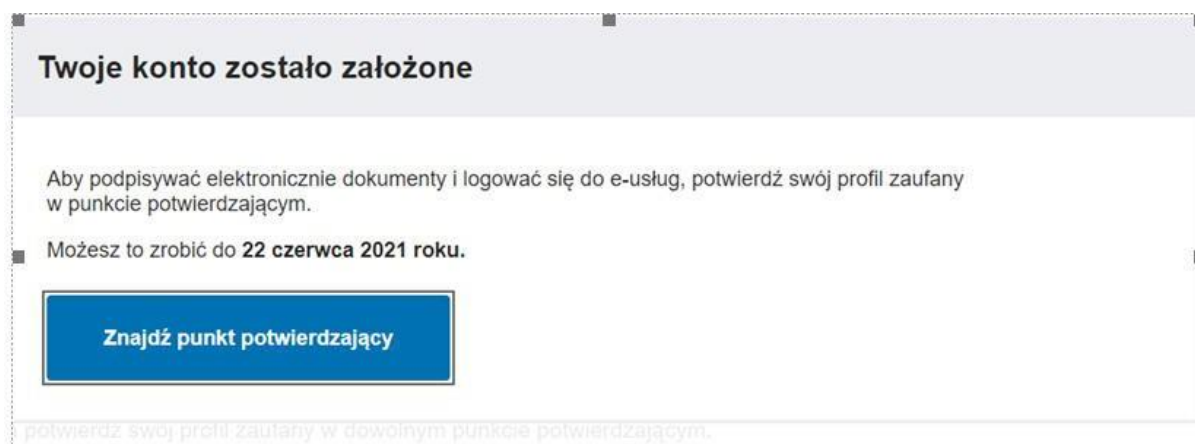 Twoje konto zostało założone
Aby podpisywać elektronicznie dokumenty i logować się do e-usług, potwierdź swój profil zaufany
w punkcie potwierdzającym.
Możesz to zrobić do 22 czerwca 2021 roku.
Znajdź punkt potwierdzający
potwierdź swój profil zaufany w dowolnym punkcie potwierdzającym.